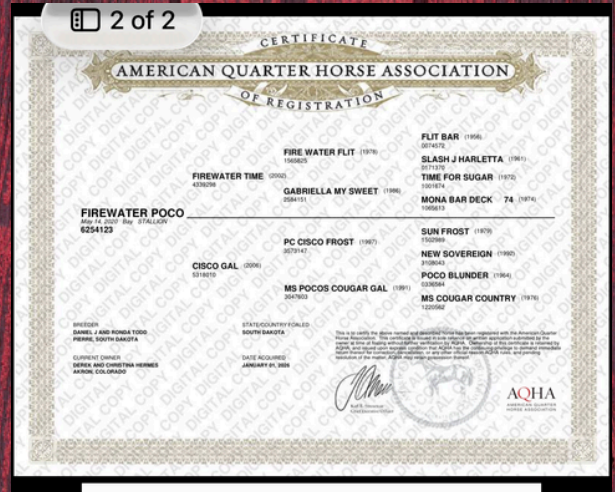 2 of 2
CERTIFICATE
AMERICAN QUARTER HORSE ASSOCIATION
OF REGISTRATION
FLIT BAR (1956)
0074572
FIRE WATER FLIT (1978)
1565825
SLASH J HARLETTA (1961)
0171370
FIREWATER TIME (2002)
4339298
TIME FOR SUGAR (1972)
1001874
GABRIELLA MY SWEET (1986)
2584151
MONA BAR DECK 74 (1974)
1065613
FIREWATER POCO
May 14, 2020 Bay STALLION
6254123
SUN FROST (1979)
1502989
PC CISCO FROST (1997)
3573147
NEW SOVEREIGN (1992)
3108043
CISCO GAL (2006)
5318010
POCO BLUNDER (1964)
0336584
MS POCOS COUGAR GAL (1991)
3047603
MS COUGAR COUNTRY (1976)
1220562
BREEDER
DANIEL J AND RONDA TODD
PIERRE, SOUTH DAKOTA
STATE/COUNTRY FOALED
SOUTH DAKOTA
CURRENT OWNER
DEREK AND CHRISTINA HERMES
AKRON, COLORADO
DATE ACQUIRED
JANUARY 01, 2026
AQHA
AMERICAN QUARTER
HORSE ASSOCIATION
DIGITAL COPY